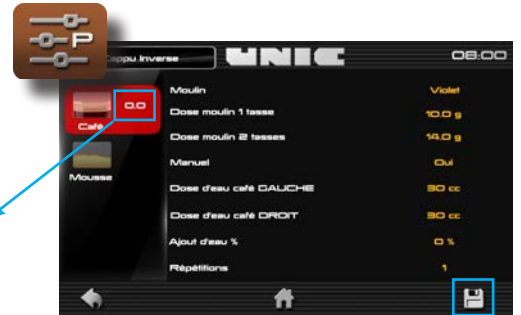 P
Cappu Inverse
UNIC
08:00
Café
0.0
Mousse
Moulin Violet
Dose moulin 1 tasse 10.0 g
Dose moulin 2 tasses 14.0 g
Manuel Oui
Dose d'eau café GAUCHE 30 cc
Dose d'eau café DROIT 30 cc
Ajout d'eau % 0 %
Répétitions 1